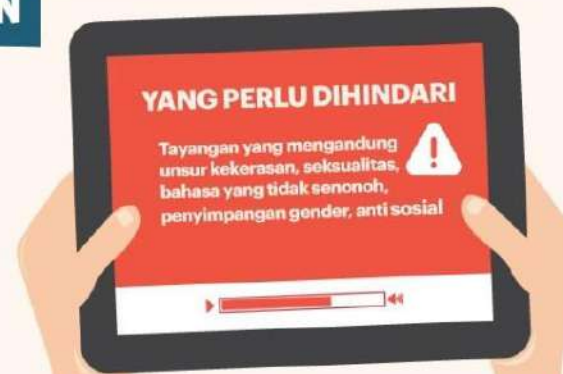 N
YANG PERLU DIHINDARI
Tayangan yang mengandung
unsur kekerasan, seksualitas,
bahasa yang tidak senonoh,
penyimpangan gender, anti sosial